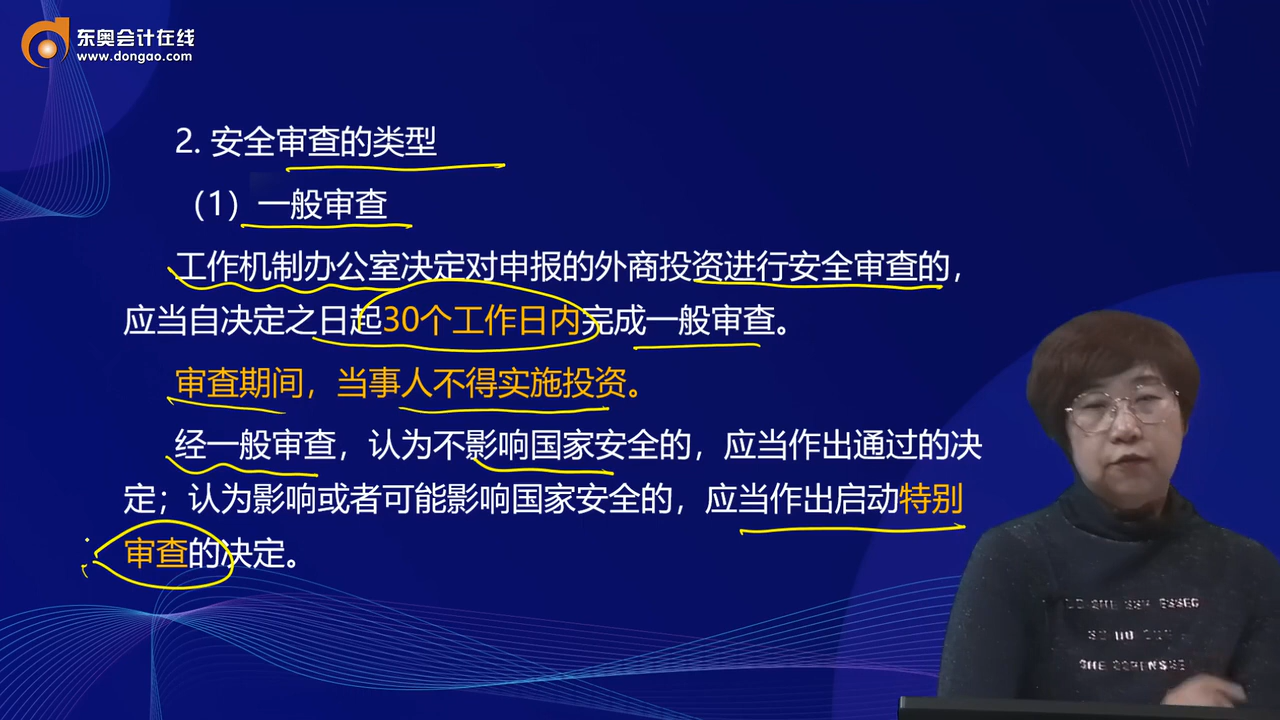 东奥会计在线
www.dongao.com
2. 安全审查的类型
（1）一般审查
工作机制办公室决定对申报的外商投资进行安全审查的，
应当自决定之日起30个工作日内完成一般审查。
审查期间，当事人不得实施投资。
经一般审查，认为不影响国家安全的，应当作出通过的决
定；认为影响或者可能影响国家安全的，应当作出启动特别
审查的决定。